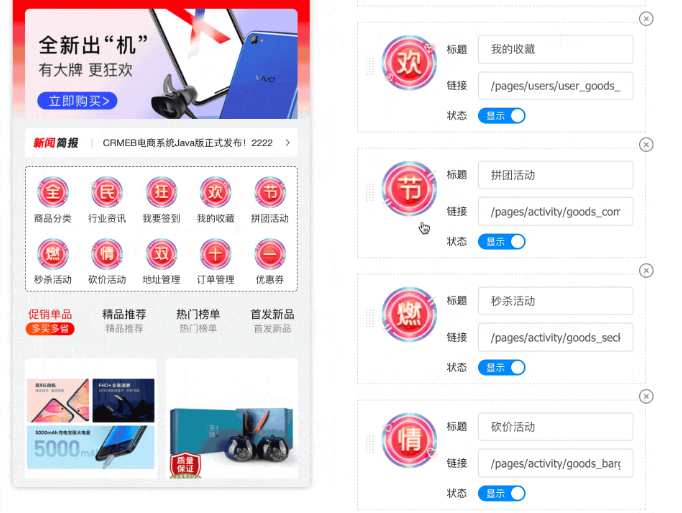 全新出“机”
有大牌 更狂欢
立即购买>
VIVO
新闻简报
CRMEB电商系统Java版正式发布！2222
全 民 狂 欢 节
商品分类 行业资讯 我要签到 我的收藏 拼团活动
燃 情 双 十 一
秒杀活动 砍价活动 地址管理 订单管理 优惠券
促销单品 精品推荐 热门榜单 首发新品
多买多省 精品推荐 热门榜单 首发新品
5000mAh
5000mA
质量
保证
欢
标题 我的收藏
链接 /pages/users/user_goods_
状态 显示
节
标题 拼团活动
链接 /pages/activity/goods_com
状态 显示
燃
标题 秒杀活动
链接 /pages/activity/goods_seck
状态 显示
情
标题 砍价活动
链接 /pages/activity/goods_barg
状态 显示